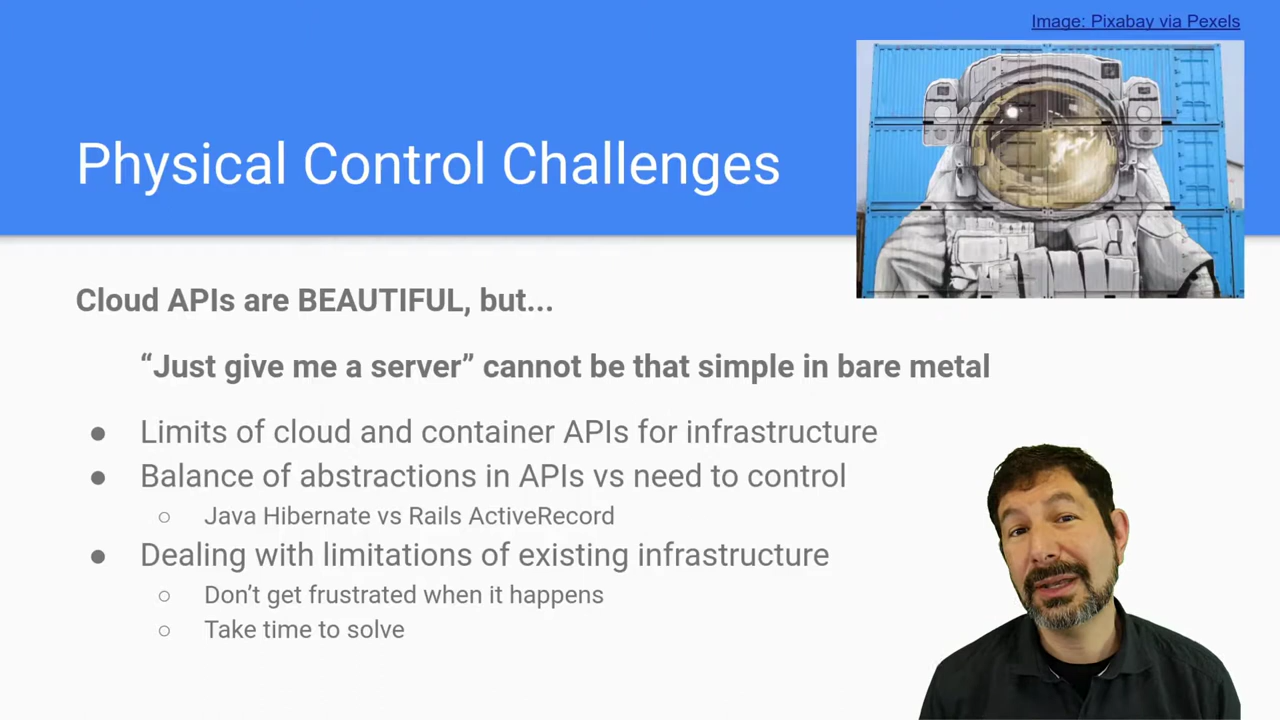 Image: Pixabay via Pexels
Physical Control Challenges
Cloud APIs are BEAUTIFUL, but...
“Just give me a server” cannot be that simple in bare metal
● Limits of cloud and container APIs for infrastructure
● Balance of abstractions in APIs vs need to control
○ Java Hibernate vs Rails ActiveRecord
● Dealing with limitations of existing infrastructure
○ Don’t get frustrated when it happens
○ Take time to solve